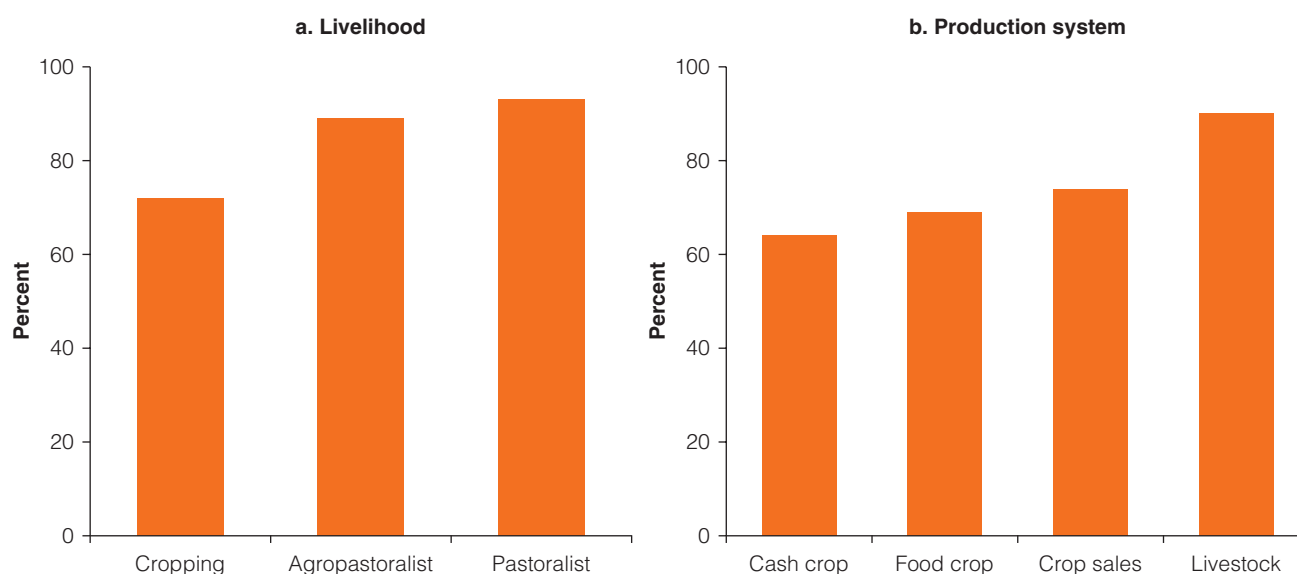 a. Livelihood
100
80
60
40
20
0
Percent
Cropping
Agropastoralist
Pastoralist
b. Production system
100
80
60
40
20
0
Percent
Cash crop
Food crop
Crop sales
Livestock